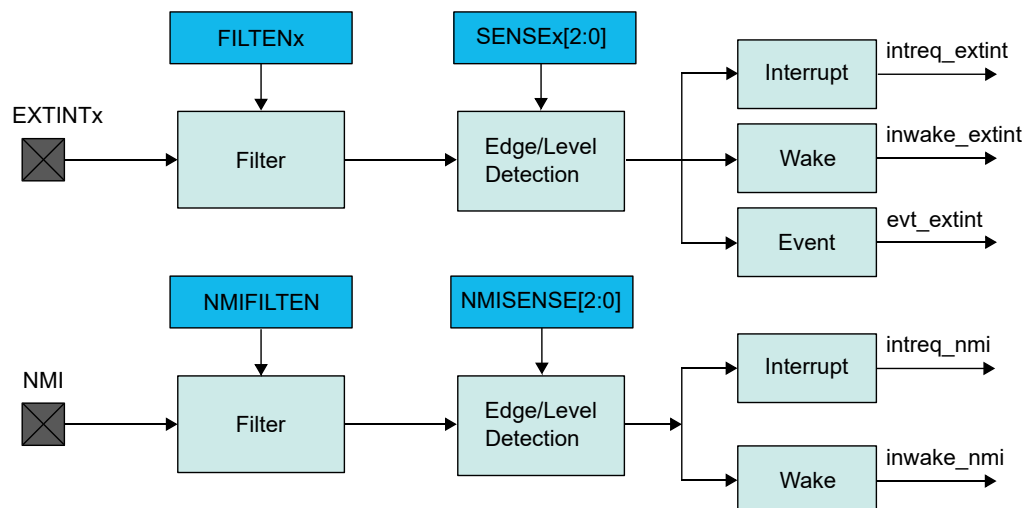 FILTENx
SENSEx[2:0]
EXTINTx
Filter
Edge/Level
Detection
Interrupt
intreq_extint
Wake
inwake_extint
Event
evt_extint
NMIFILTEN
NMISENSE[2:0]
NMI
Filter
Edge/Level
Detection
Interrupt
intreq_nmi
Wake
inwake_nmi